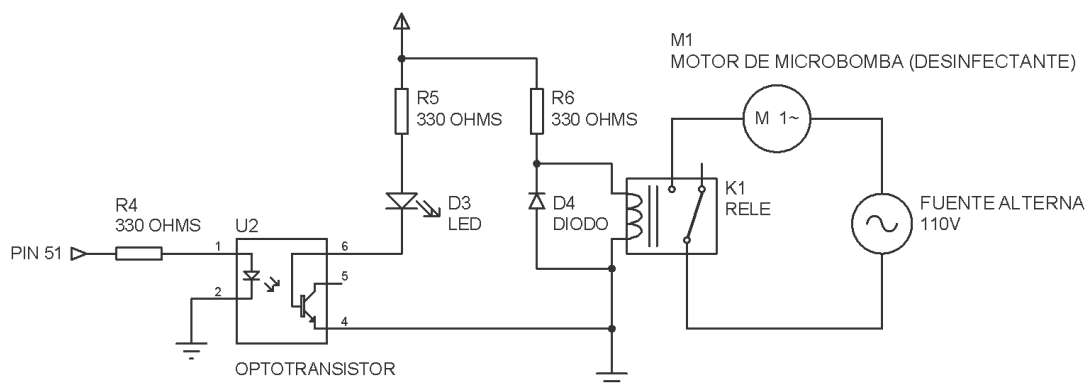 M1
MOTOR DE MICROBOMBA (DESINFECTANTE)
R5
330 OHMS
R6
330 OHMS
M 1~
K1
RELE
FUENTE ALTERNA
110V
D3
LED
D4
DIODO
R4
330 OHMS
U2
PIN 51
1
6
5
2
4
OPTOTRANSISTOR